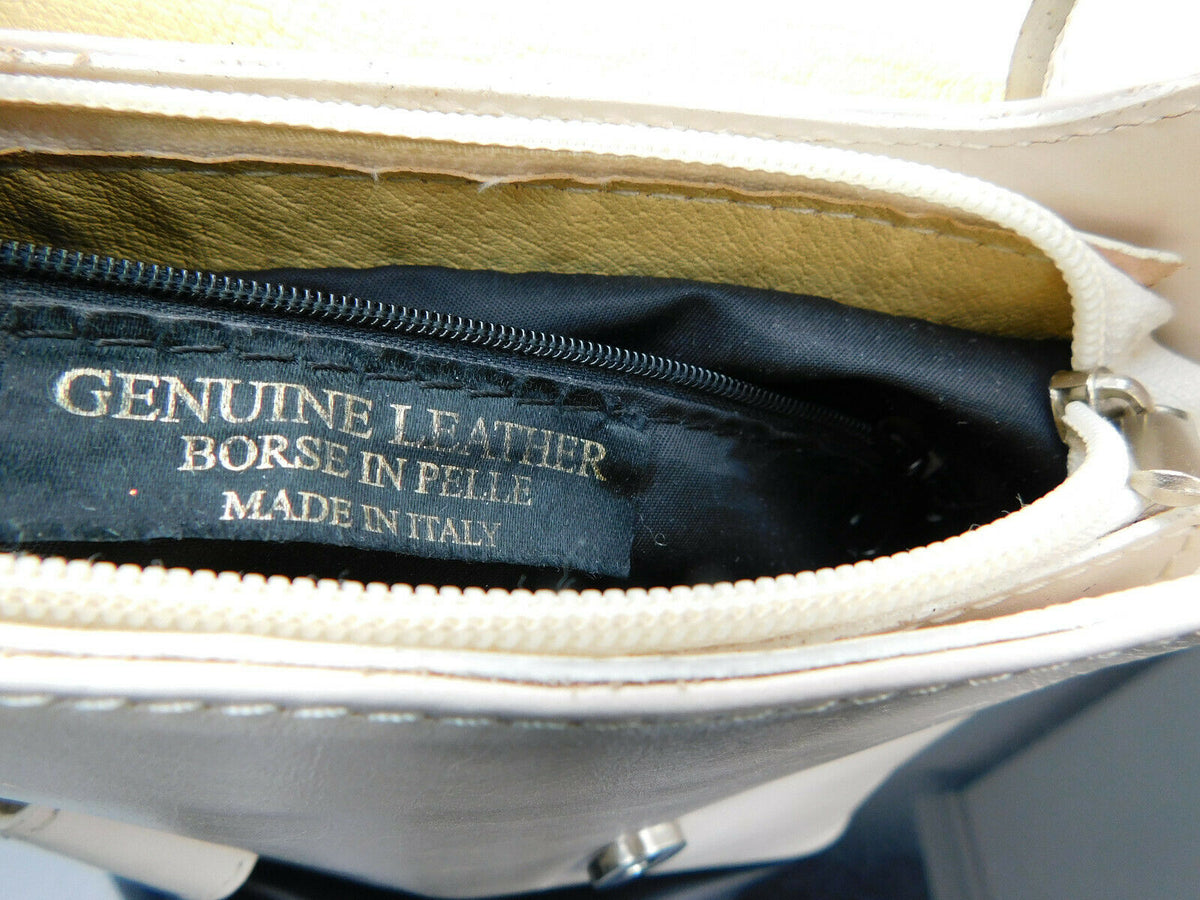 GENUINE LEATHER
BORSE IN PELLE
MADE IN ITALY